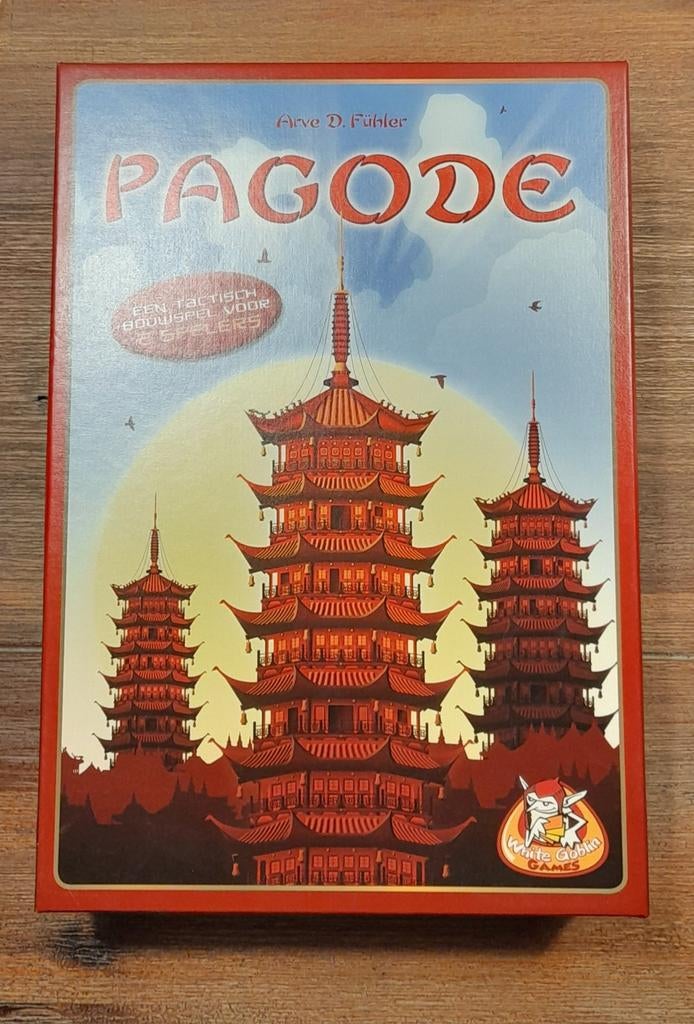 Arve D. Fühler
PAGODE
EEN TACTISCH
BOUWSPEL VOOR
2 SPELERS
White Goblin
GAMES